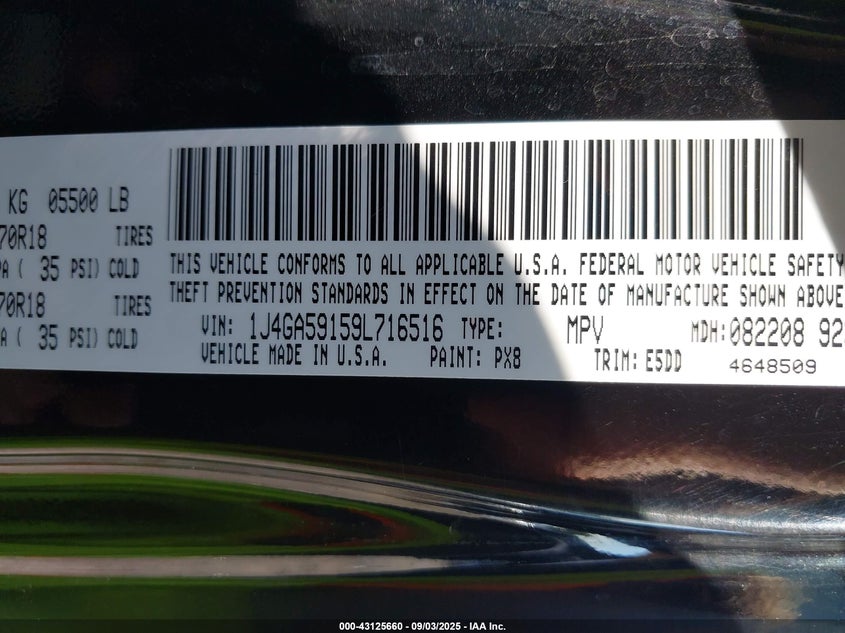 KG 05500 LB
70R18 TIRES
PA ( 35 PSI) COLD
70R18 TIRES
A ( 35 PSI) COLD
THIS VEHICLE CONFORMS TO ALL APPLICABLE U.S.A. FEDERAL MOTOR VEHICLE SAFETY
THEFT PREVENTION STANDARDS IN EFFECT ON THE DATE OF MANUFACTURE SHOWN ABOVE
VIN: 1J4GA59159L716516 TYPE: MPV MDH: 082208 92
VEHICLE MADE IN U.S.A. PAINT: PX8 TRIM: E5DD 4648509
000-43125660 - 09/03/2025 - IAA Inc.